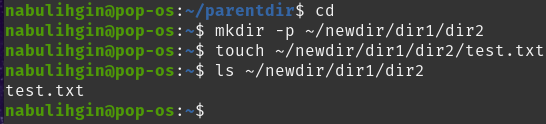 nabulihgin@pop-os:~/parentdir$ cd
nabulihgin@pop-os:~$ mkdir -p ~/newdir/dir1/dir2
nabulihgin@pop-os:~$ touch ~/newdir/dir1/dir2/test.txt
nabulihgin@pop-os:~$ ls ~/newdir/dir1/dir2
test.txt
nabulihgin@pop-os:~$